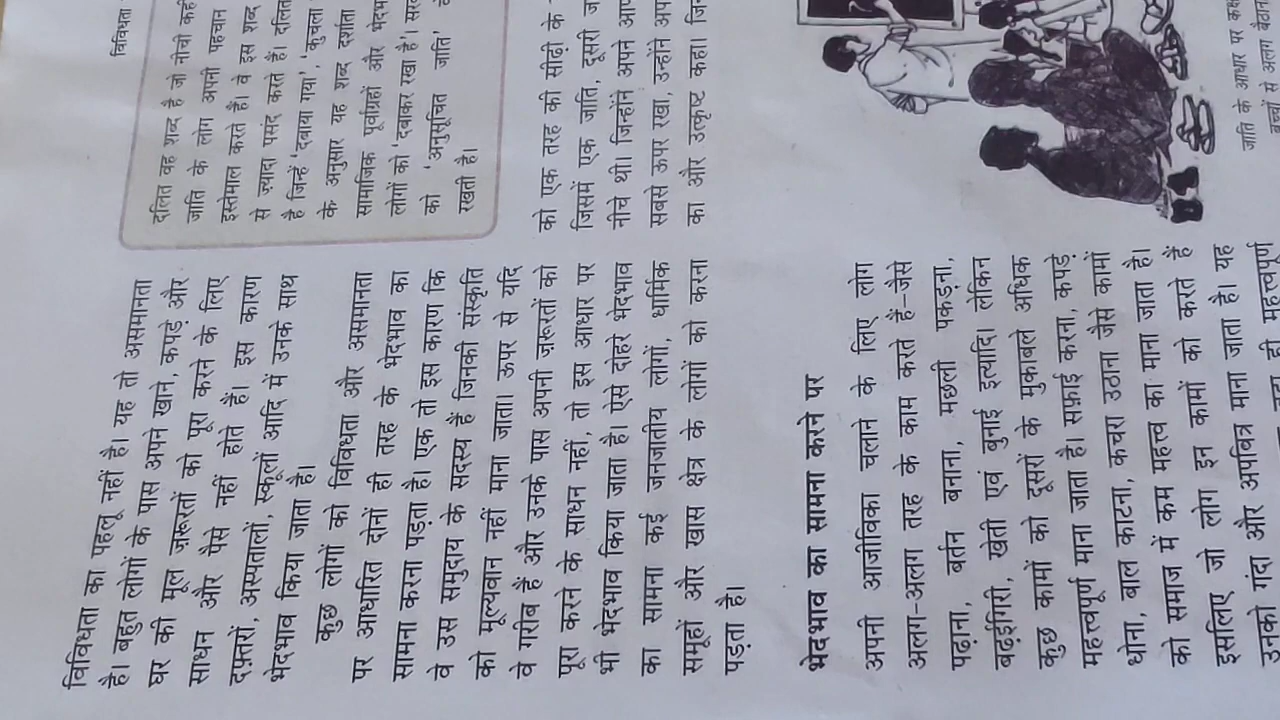 विविधता
विविधता का पहलू नहीं है। यह तो असमानता
है। बहुत लोगों के पास अपने खाने, कपड़े और
घर की मूल ज़रूरतों को पूरा करने के लिए
साधन और पैसे नहीं होते हैं। इस कारण
दफ़्तरों, अस्पतालों, स्कूलों आदि में उनके साथ
भेदभाव किया जाता है।
कुछ लोगों को विविधता और असमानता
पर आधारित दोनों ही तरह के भेदभाव का
सामना करना पड़ता है। एक तो इस कारण कि
वे उस समुदाय के सदस्य हैं जिनकी संस्कृति
को मूल्यवान नहीं माना जाता। ऊपर से यदि
वे गरीब हैं और उनके पास अपनी ज़रूरतों को
पूरा करने के साधन नहीं, तो इस आधार पर
भी भेदभाव किया जाता है। ऐसे दोहरे भेदभाव
का सामना कई जनजातीय लोगों, धार्मिक
समूहों और खास क्षेत्र के लोगों को करना
पड़ता है।
भेदभाव का सामना करने पर
अपनी आजीविका चलाने के लिए लोग
अलग-अलग तरह के काम करते हैं–जैसे
पढ़ाना, बर्तन बनाना, मछली पकड़ना,
बढ़ईगिरी, खेती एवं बुनाई इत्यादि। लेकिन
कुछ कामों को दूसरों के मुकाबले अधिक
महत्त्वपूर्ण माना जाता है। सफ़ाई करना, कपड़े
धोना, बाल काटना, कचरा उठाना जैसे कामों
को समाज में कम महत्त्व का माना जाता है।
इसलिए जो लोग इन कामों को करते हैं
उनको गंदा और अपवित्र माना जाता है। यह
ही महत्त्वपूर्ण
दलित वह शब्द है जो नीची कही
जाति के लोग अपनी पहचान
इस्तेमाल करते हैं। वे इस शब्द
से ज़्यादा पसंद करते हैं। दलित
है जिन्हें 'दबाया गया', 'कुचला
के अनुसार यह शब्द दर्शाता
सामाजिक पूर्वाग्रहों और
लोगों को 'दबाकर रखा है'।
को 'अनुसूचित जाति'
रखती है।
को एक तरह की सीढ़ी के
जिसमें एक जाति, दूसरी
नीचे थी। जिन्होंने अपने
सबसे ऊपर रखा, उन्होंने
का और उत्कृष्ट कहा।
जाति के आधार पर
बच्चों से अलग